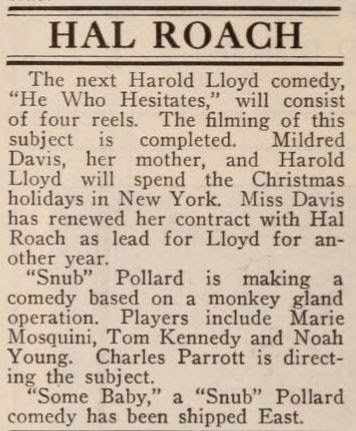 HAL ROACH
The next Harold Lloyd comedy,
"He Who Hesitates," will consist
of four reels. The filming of this
subject is completed. Mildred
Davis, her mother, and Harold
Lloyd will spend the Christmas
holidays in New York. Miss Davis
has renewed her contract with Hal
Roach as lead for Lloyd for an-
other year.
"Snub" Pollard is making a
comedy based on a monkey gland
operation. Players include Marie
Mosquini, Tom Kennedy and Noah
Young. Charles Parrott is direct-
ing the subject.
"Some Baby," a "Snub" Pollard
comedy has been shipped East.